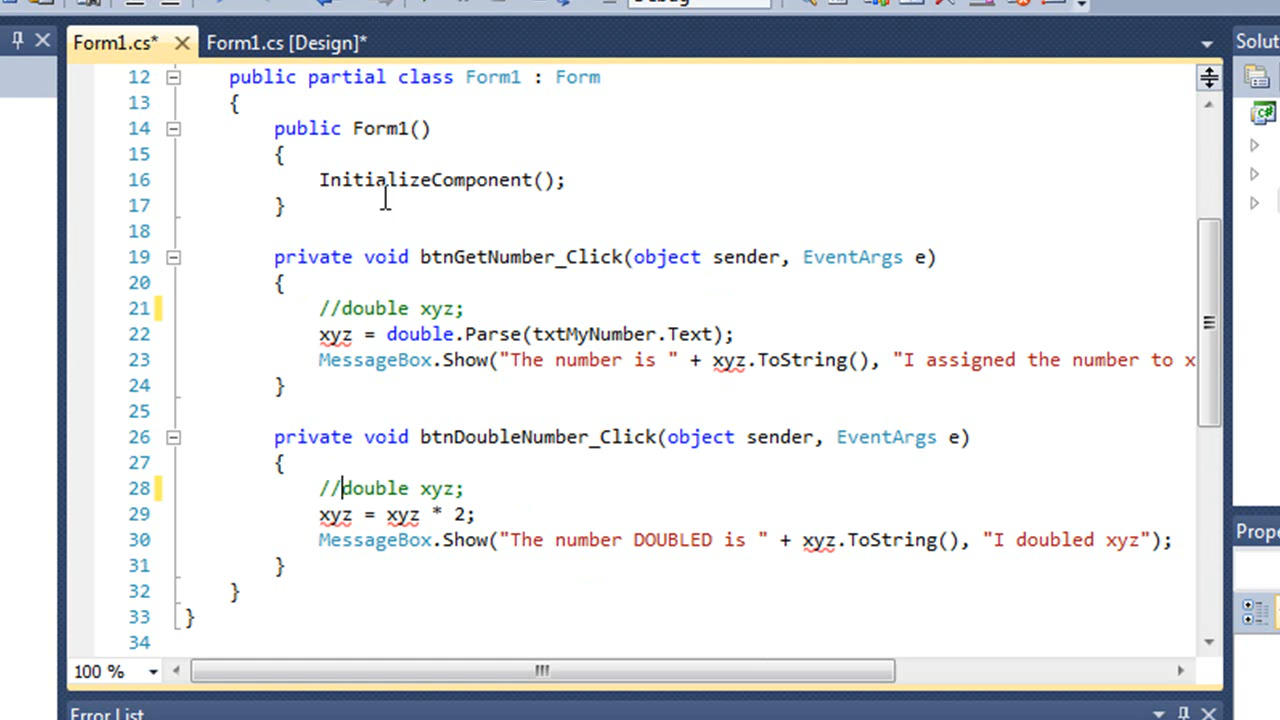 Form1.cs* Form1.cs [Design]* Solut
12 public partial class Form1 : Form
13 {
14 public Form1()
15 {
16 InitializeComponent();
17 }
18
19 private void btnGetNumber_Click(object sender, EventArgs e)
20 {
21 //double xyz;
22 xyz = double.Parse(txtMyNumber.Text);
23 MessageBox.Show("The number is " + xyz.ToString(), "I assigned the number to x
24 }
25
26 private void btnDoubleNumber_Click(object sender, EventArgs e)
27 {
28 //double xyz;
29 xyz = xyz * 2;
30 MessageBox.Show("The number DOUBLED is " + xyz.ToString(), "I doubled xyz");
Prope
31 }
32 }
33 }
34
100 %
Error List